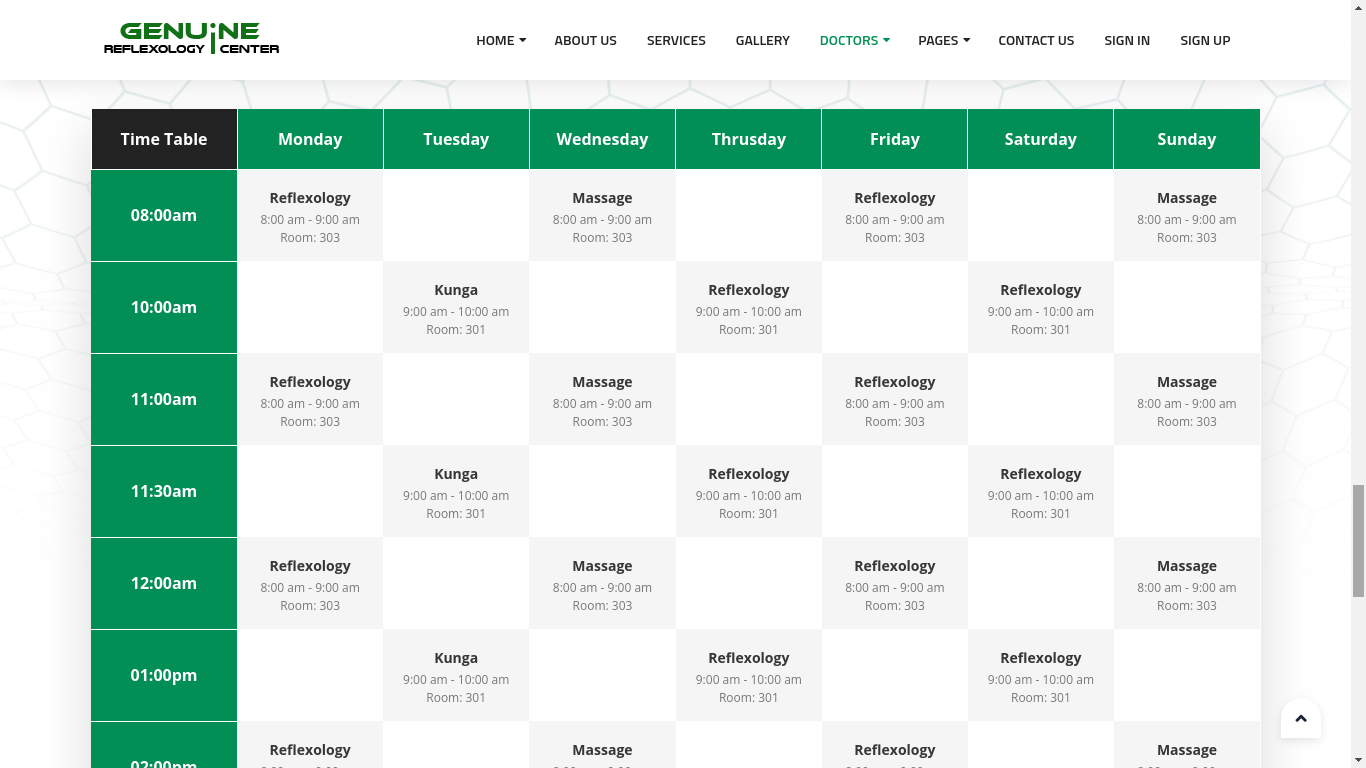 GENUiNE
REFLEXOLOGY CENTER
HOME ABOUT US SERVICES GALLERY DOCTORS PAGES CONTACT US SIGN IN SIGN UP
Time Table Monday Tuesday Wednesday Thrusday Friday Saturday Sunday
08:00am
Reflexology Massage Reflexology Massage
8:00 am - 9:00 am 8:00 am - 9:00 am 8:00 am - 9:00 am 8:00 am - 9:00 am
Room: 303 Room: 303 Room: 303 Room: 303
10:00am
Kunga Reflexology Reflexology
9:00 am - 10:00 am 9:00 am - 10:00 am 9:00 am - 10:00 am
Room: 301 Room: 301 Room: 301
11:00am
Reflexology Massage Reflexology Massage
8:00 am - 9:00 am 8:00 am - 9:00 am 8:00 am - 9:00 am 8:00 am - 9:00 am
Room: 303 Room: 303 Room: 303 Room: 303
11:30am
Kunga Reflexology Reflexology
9:00 am - 10:00 am 9:00 am - 10:00 am 9:00 am - 10:00 am
Room: 301 Room: 301 Room: 301
12:00am
Reflexology Massage Reflexology Massage
8:00 am - 9:00 am 8:00 am - 9:00 am 8:00 am - 9:00 am 8:00 am - 9:00 am
Room: 303 Room: 303 Room: 303 Room: 303
01:00pm
Kunga Reflexology Reflexology
9:00 am - 10:00 am 9:00 am - 10:00 am 9:00 am - 10:00 am
Room: 301 Room: 301 Room: 301
02:00pm
Reflexology Massage Reflexology Massage